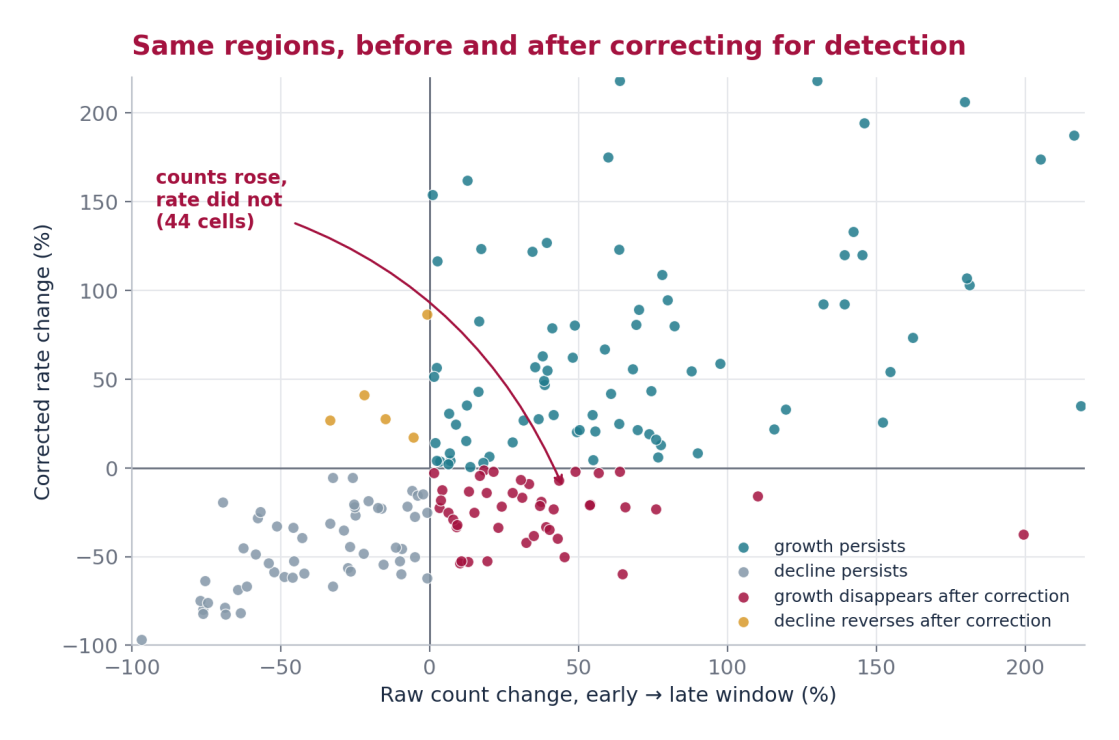 Same regions, before and after correcting for detection
Corrected rate change (%)
200
150
100
50
0
−50
−100
counts rose,
rate did not
(44 cells)
growth persists
decline persists
growth disappears after correction
decline reverses after correction
−100
−50
0
50
100
150
200
Raw count change, early → late window (%)